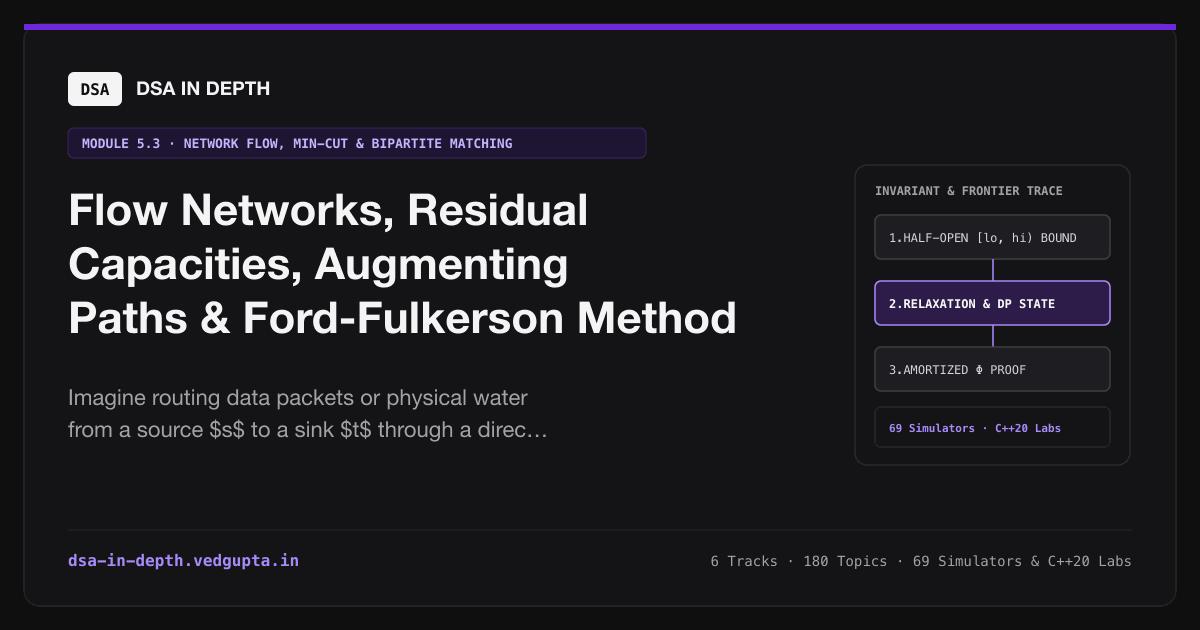 DSA
DSA IN DEPTH
MODULE 5.3 · NETWORK FLOW, MIN-CUT & BIPARTITE MATCHING
Flow Networks, Residual
Capacities, Augmenting
Paths & Ford-Fulkerson Method
Imagine routing data packets or physical water
from a source $s$ to a sink $t$ through a direc...
INVARIANT & FRONTIER TRACE
1.HALF-OPEN [lo, hi) BOUND
2.RELAXATION & DP STATE
3.AMORTIZED Φ PROOF
69 Simulators · C++20 Labs
dsa-in-depth.vedgupta.in
6 Tracks · 180 Topics · 69 Simulators & C++20 Labs